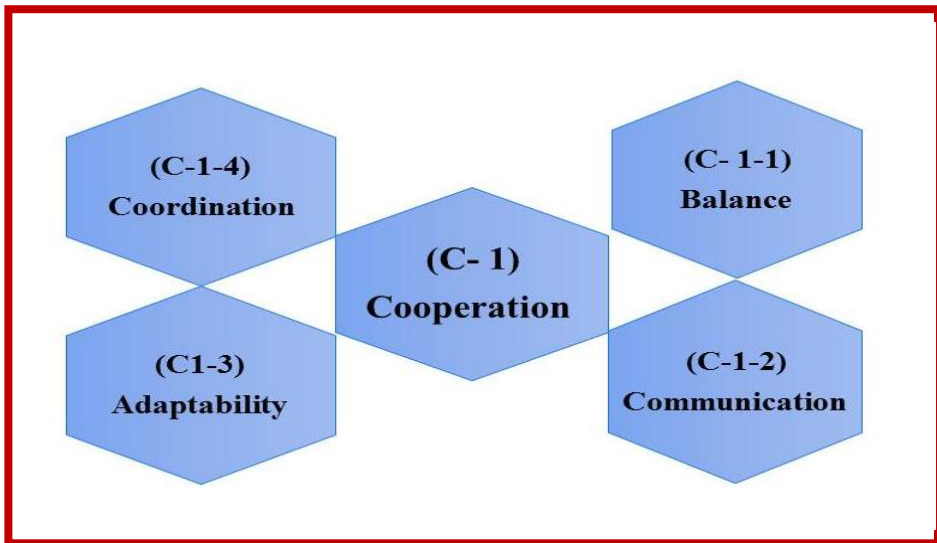 (C-1-4)
Coordination
(C- 1-1)
Balance
(C- 1)
Cooperation
(C1-3)
Adaptability
(C-1-2)
Communication